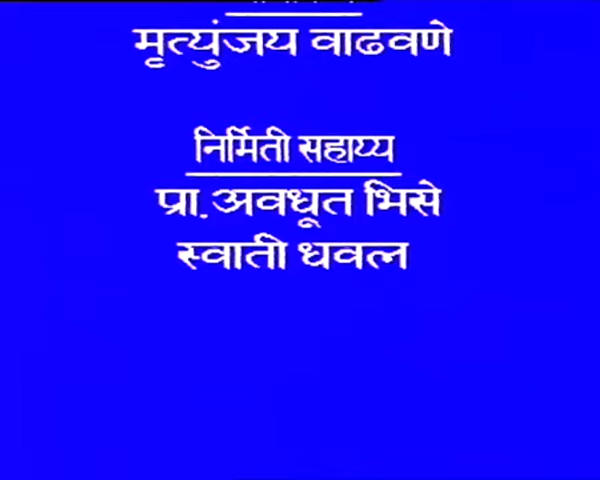 मृत्युंजय वाढवणे
निर्मिती सहाय्य
प्रा. अवधूत भिसे
स्वाती धवल